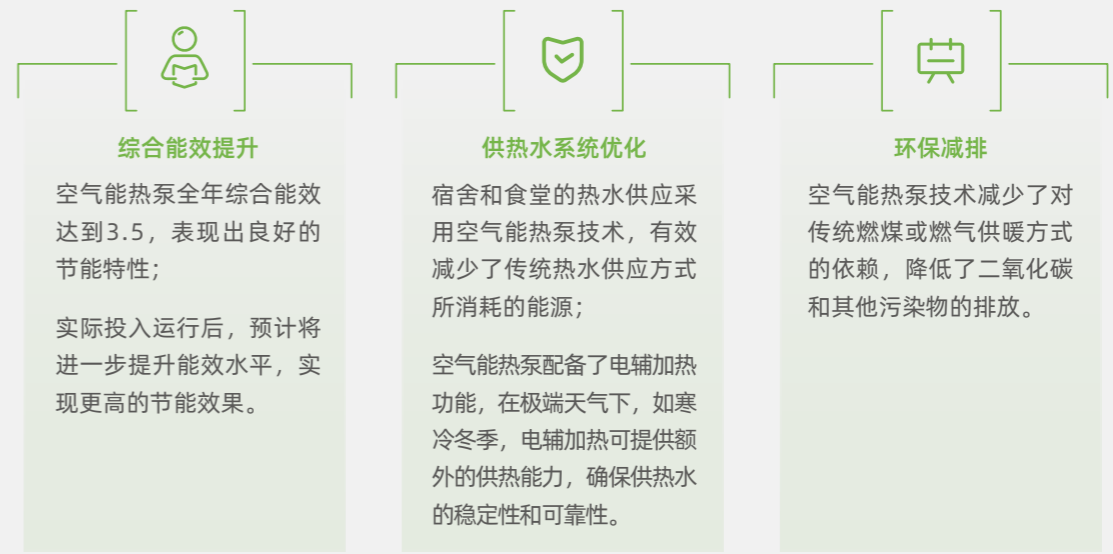 综合能效提升
空气能热泵全年综合能效
达到3.5，表现出良好的
节能特性；
实际投入运行后，预计将
进一步提升能效水平，实
现更高的节能效果。
供热水系统优化
宿舍和食堂的热水供应采
用空气能热泵技术，有效
减少了传统热水供应方式
所消耗的能源；
空气能热泵配备了电辅加热
功能，在极端天气下，如寒
冷冬季，电辅加热可提供额
外的供热能力，确保供热水
的稳定性和可靠性。
环保减排
空气能热泵技术减少了对
传统燃煤或燃气供暖方式
的依赖，降低了二氧化碳
和其他污染物的排放。